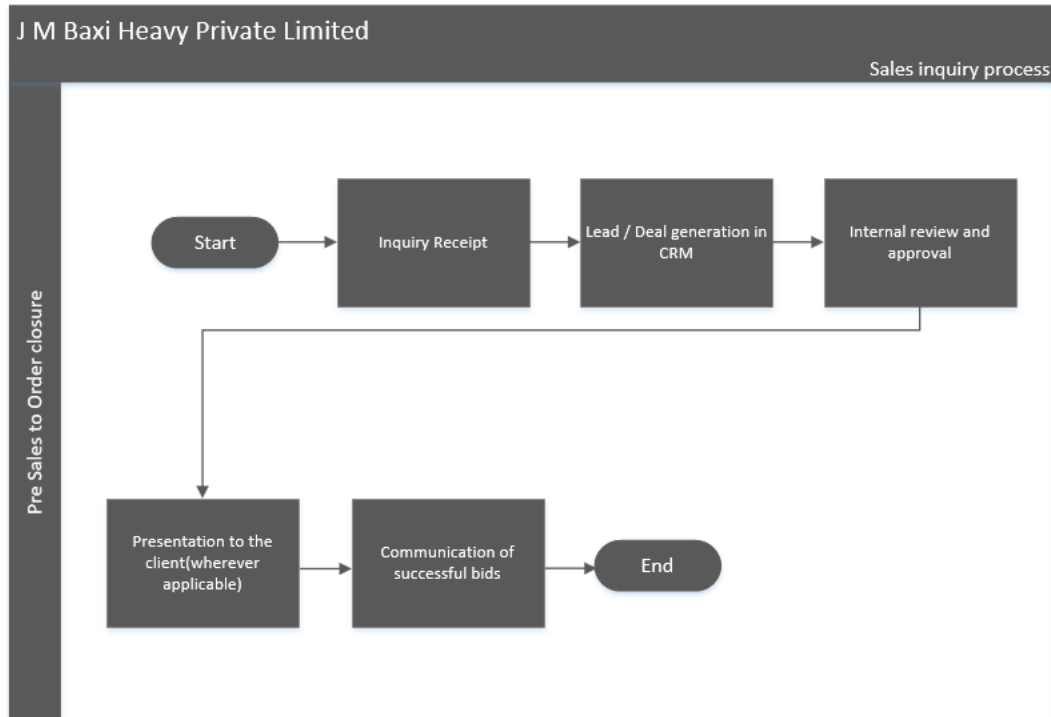 J M Baxi Heavy Private Limited
Sales inquiry process
Pre Sales to Order closure
Start
Inquiry Receipt
Lead / Deal generation in
CRM
Internal review and
approval
Presentation to the
client(wherever
applicable)
Communication of
successful bids
End